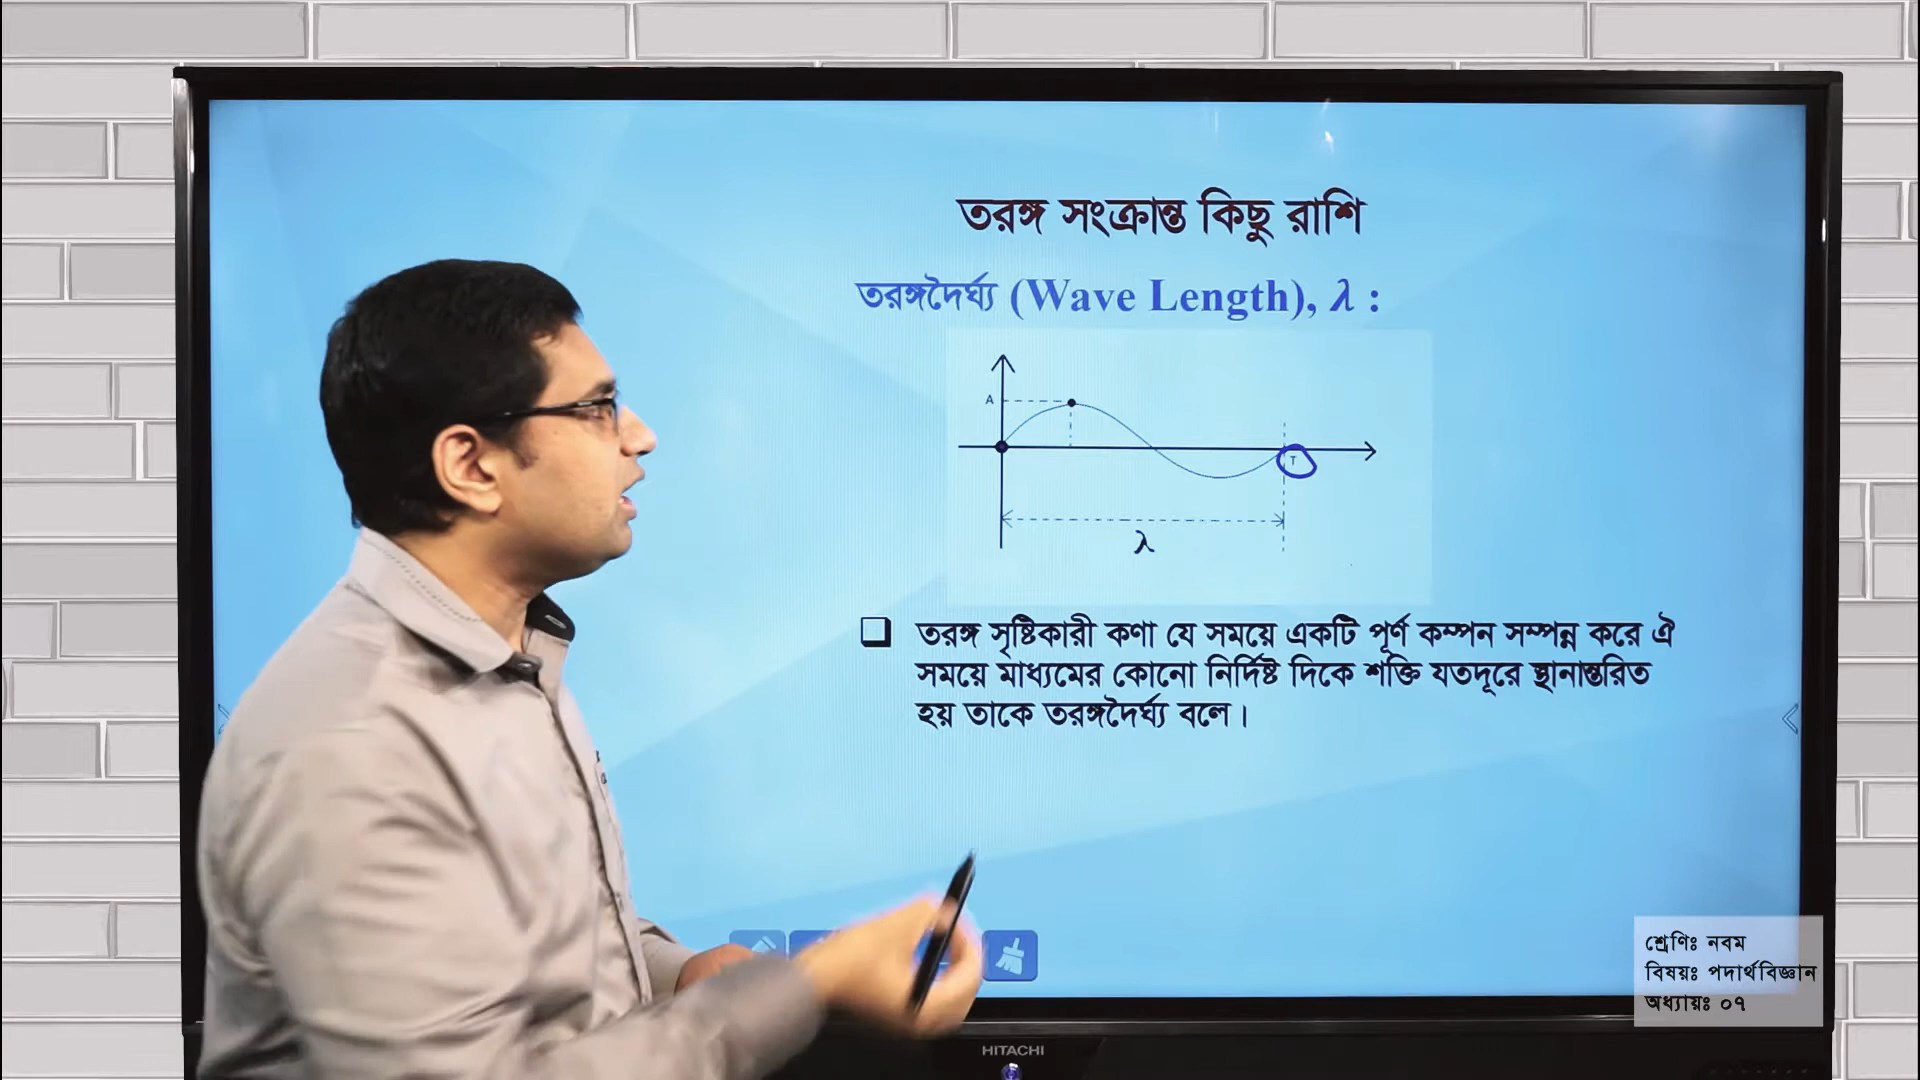 তরঙ্গ সংক্রান্ত কিছু রাশি
তরঙ্গদৈর্ঘ্য (Wave Length), λ :
A
T
λ
❑ তরঙ্গ সৃষ্টিকারী কণা যে সময়ে একটি পূর্ণ কম্পন সম্পন্ন করে ঐ
সময়ে মাধ্যমের কোনো নির্দিষ্ট দিকে শক্তি যতদূরে স্থানান্তরিত
হয় তাকে তরঙ্গদৈর্ঘ্য বলে।
শ্রেণিঃ নবম
বিষয়ঃ পদার্থবিজ্ঞান
অধ্যায়ঃ ০৭
HITACHI